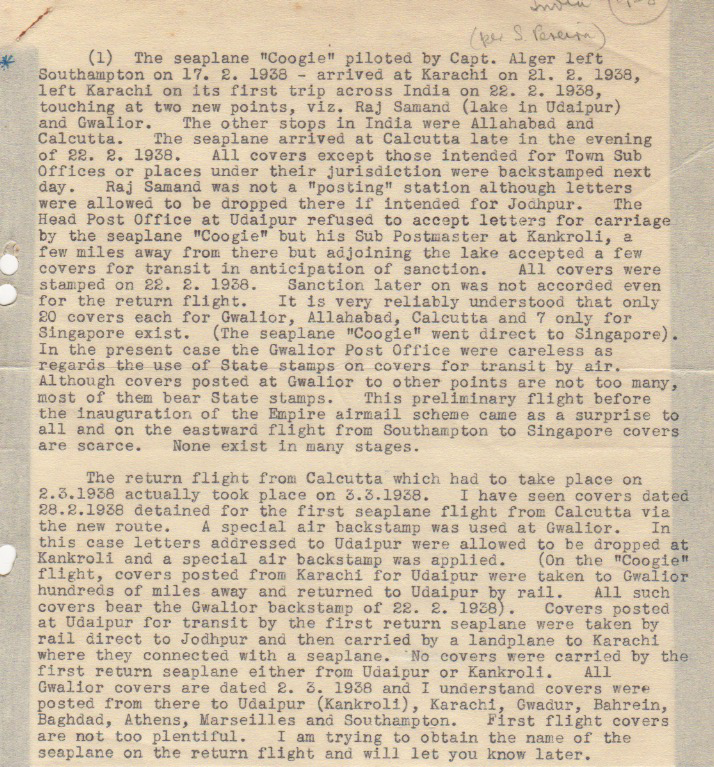 India
(per S. Pereira)
(1) The seaplane "Coogie" piloted by Capt. Alger left
Southampton on 17. 2. 1938 - arrived at Karachi on 21. 2. 1938,
left Karachi on its first trip across India on 22. 2. 1938,
touching at two new points, viz. Raj Samand (lake in Udaipur)
and Gwalior. The other stops in India were Allahabad and
Calcutta. The seaplane arrived at Calcutta late in the evening
of 22. 2. 1938. All covers except those intended for Town Sub
Offices or places under their jurisdiction were backstamped next
day. Raj Samand was not a "posting" station although letters
were allowed to be dropped there if intended for Jodhpur. The
Head Post Office at Udaipur refused to accept letters for carriage
by the seaplane "Coogie" but his Sub Postmaster at Kankroli, a
few miles away from there but adjoining the lake accepted a few
covers for transit in anticipation of sanction. All covers were
stamped on 22. 2. 1938. Sanction later on was not accorded even
for the return flight. It is very reliably understood that only
20 covers each for Gwalior, Allahabad, Calcutta and 7 only for
Singapore exist. (The seaplane "Coogie" went direct to Singapore).
In the present case the Gwalior Post Office were careless as
regards the use of State stamps on covers for transit by air.
Although covers posted at Gwalior to other points are not too many,
most of them bear State stamps. This preliminary flight before
the inauguration of the Empire airmail scheme came as a surprise to
all and on the eastward flight from Southampton to Singapore covers
are scarce. None exist in many stages.
The return flight from Calcutta which had to take place on
2.3.1938 actually took place on 3.3.1938. I have seen covers dated
28.2.1938 detained for the first seaplane flight from Calcutta via
the new route. A special air backstamp was used at Gwalior. In
this case letters addressed to Udaipur were allowed to be dropped at
Kankroli and a special air backstamp was applied. (On the "Coogie"
flight, covers posted from Karachi for Udaipur were taken to Gwalior
hundreds of miles away and returned to Udaipur by rail. All such
covers bear the Gwalior backstamp of 22. 2. 1938). Covers posted
at Udaipur for transit by the first return seaplane were taken by
rail direct to Jodhpur and then carried by a landplane to Karachi
where they connected with a seaplane. No covers were carried by the
first return seaplane either from Udaipur or Kankroli. All
Gwalior covers are dated 2. 3. 1938 and I understand covers were
posted from there to Udaipur (Kankroli), Karachi, Gwadur, Bahrein,
Baghdad, Athens, Marseilles and Southampton. First flight covers
are not too plentiful. I am trying to obtain the name of the
seaplane on the return flight and will let you know later.